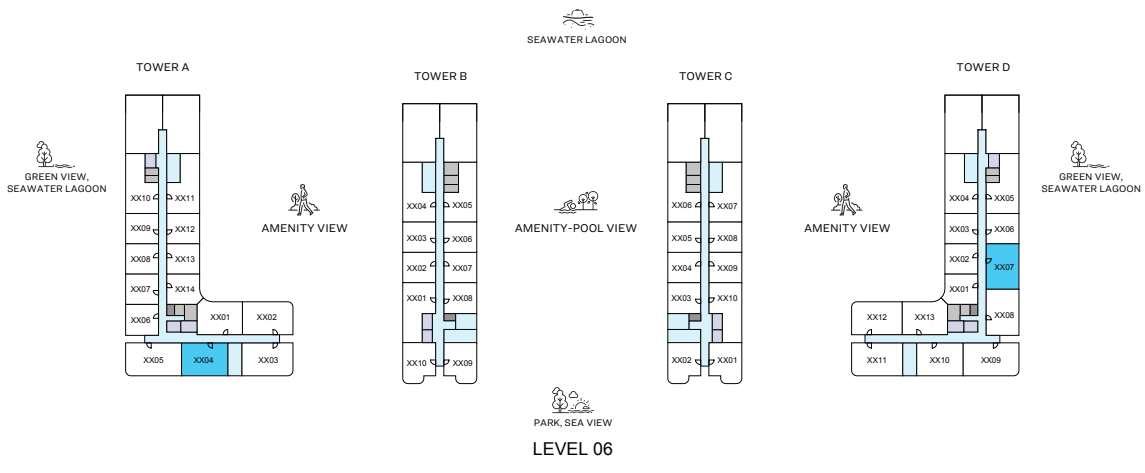 SEAWATER LAGOON
TOWER A
TOWER B
TOWER C
TOWER D
GREEN VIEW,
SEAWATER LAGOON
AMENITY VIEW
AMENITY-POOL VIEW
AMENITY VIEW
GREEN VIEW,
SEAWATER LAGOON
XX10 XX11
XX09 XX12
XX08 XX13
XX07 XX14
XX06 XX01 XX02
XX05 XX04 XX03
XX04 XX05
XX03 XX06
XX02 XX07
XX01 XX08
XX10 XX09
XX06 XX07
XX05 XX08
XX04 XX09
XX03 XX10
XX02 XX01
XX04 XX05
XX03 XX06
XX02 XX07
XX01
XX12 XX13 XX08
XX11 XX10 XX09
PARK, SEA VIEW
LEVEL 06